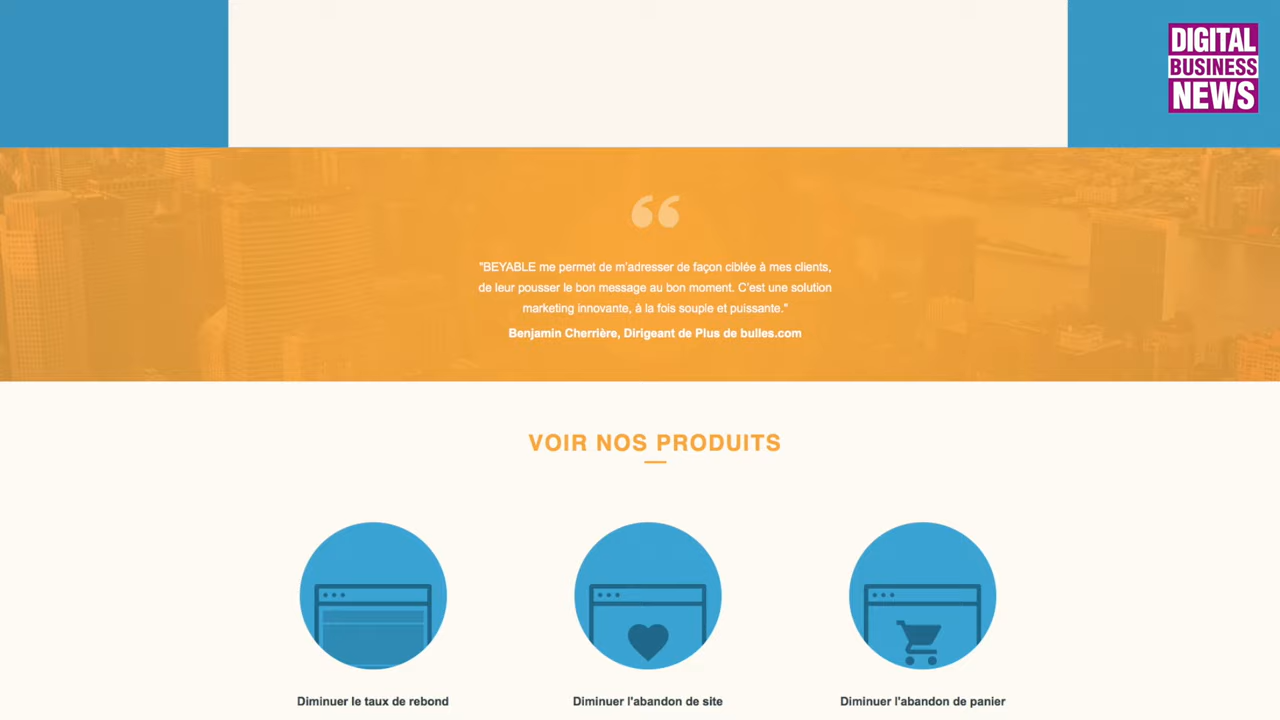 DIGITAL
BUSINESS
NEWS
"BEYABLE me permet de m'adresser de façon ciblée à mes clients,
de leur pousser le bon message au bon moment. C'est une solution
marketing innovante, à la fois souple et puissante."
Benjamin Cherrière, Dirigeant de Plus de bulles.com
VOIR NOS PRODUITS
Diminuer le taux de rebond
Diminuer l'abandon de site
Diminuer l'abandon de panier